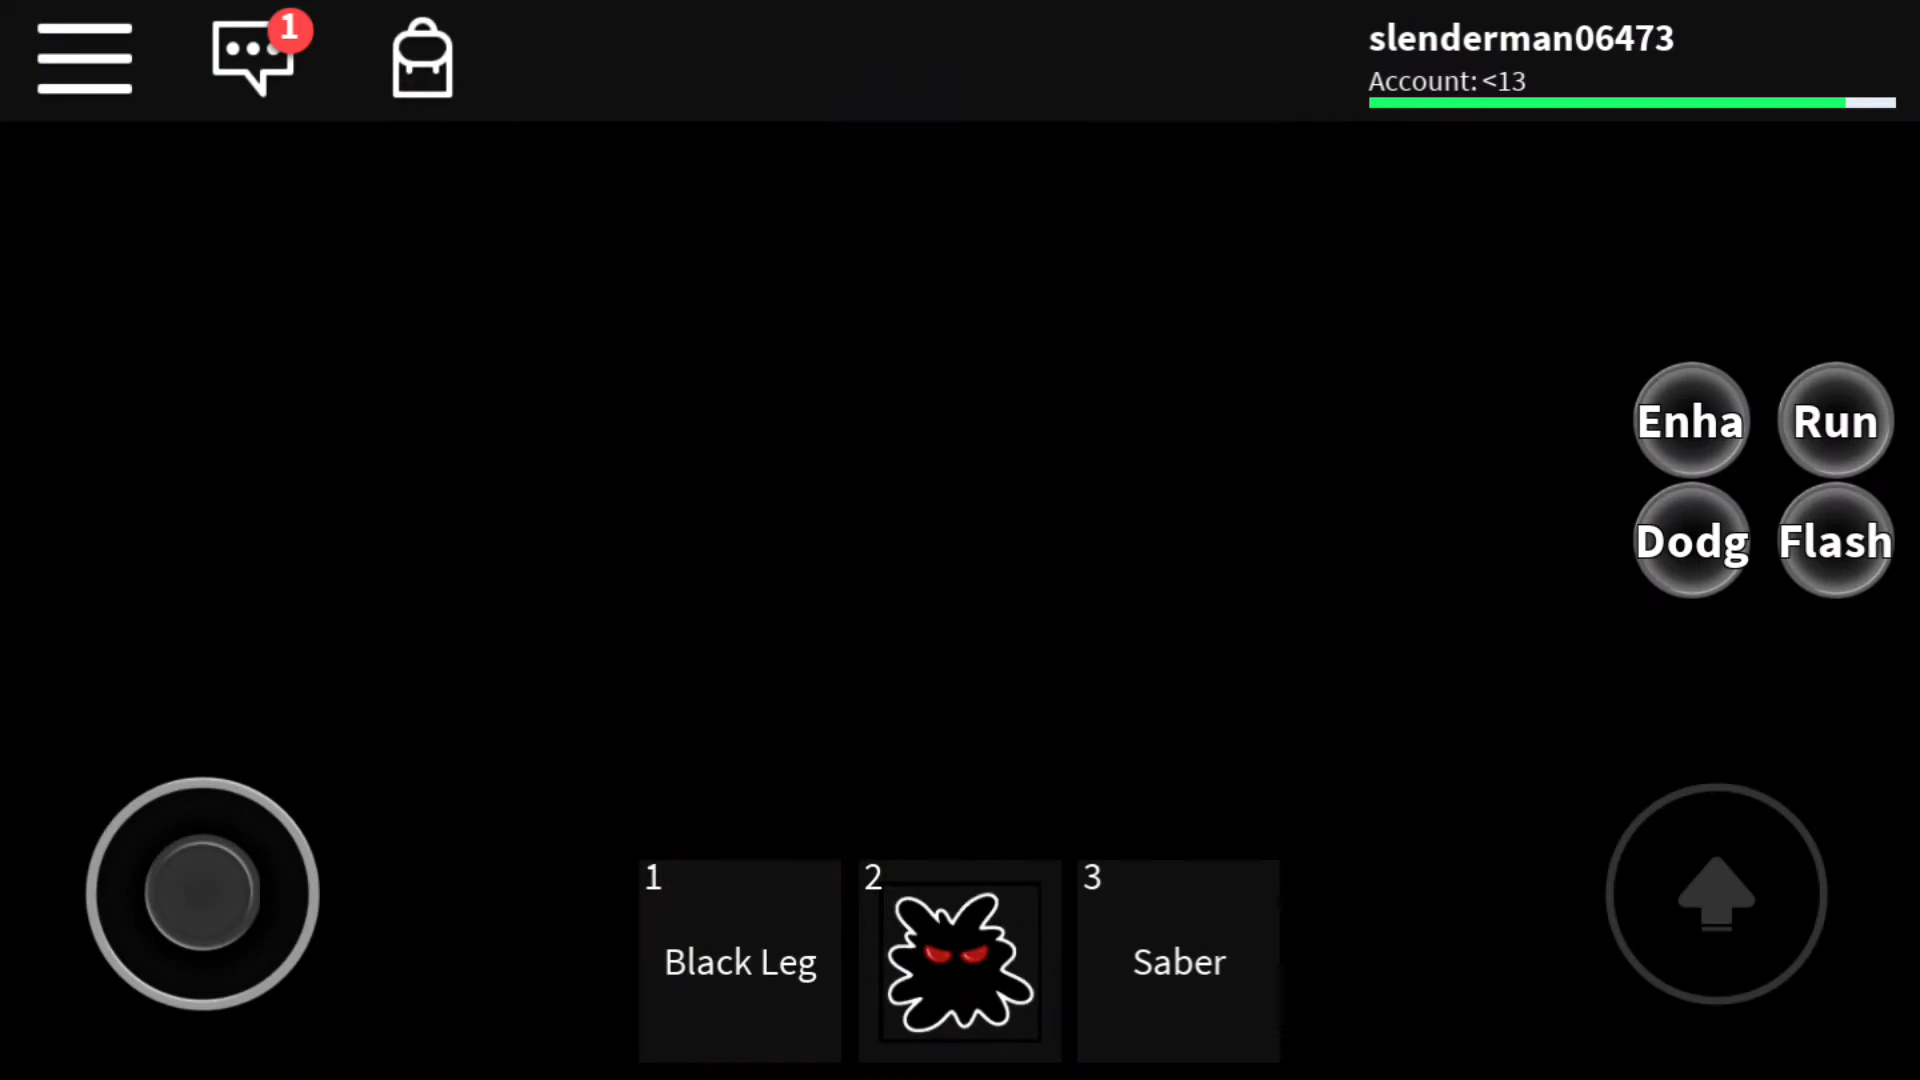 1
slenderman06473
Account: <13
Enha
Run
Dodg
Flash
1
2
3
Black Leg
Saber